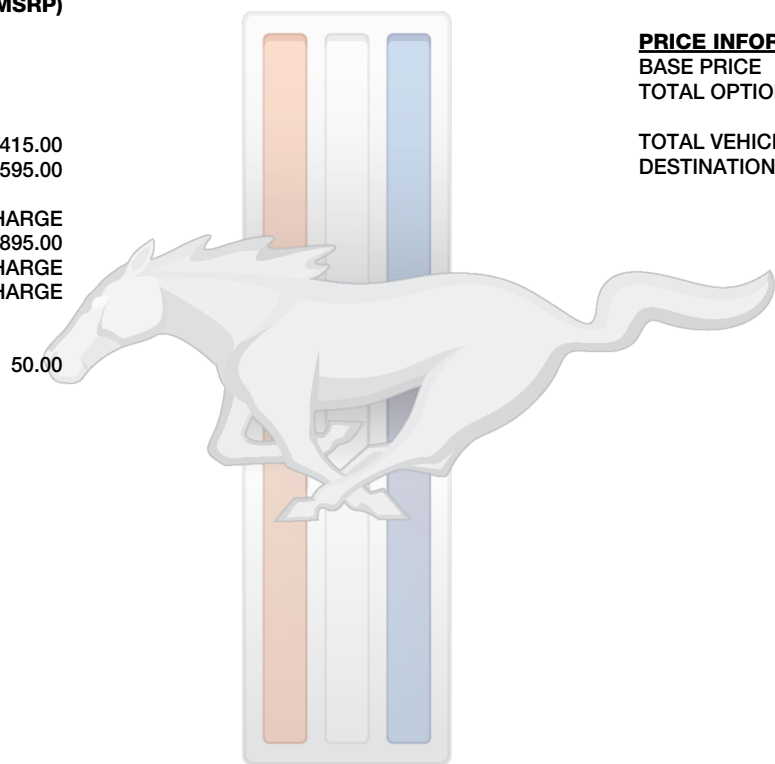 MSRP)
415.00
595.00
HARGE
895.00
HARGE
HARGE
50.00
PRICE INFOR
BASE PRICE
TOTAL OPTIO
TOTAL VEHICL
DESTINATION